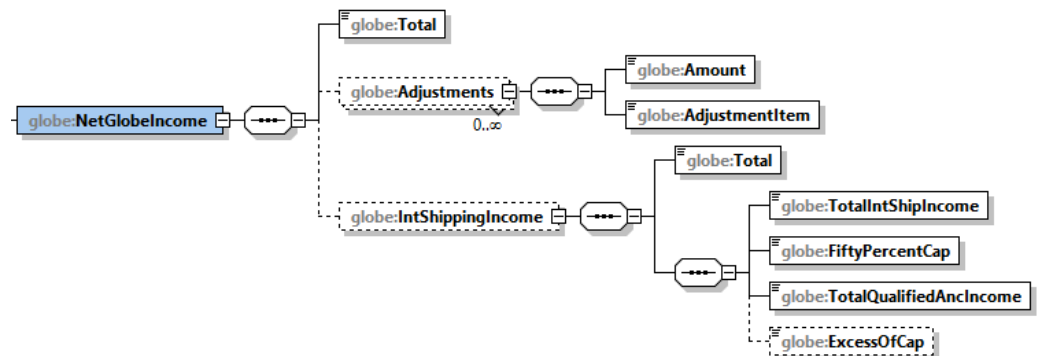 globe:Total
globe:Amount
globe:Adjustments
globe:AdjustmentItem
0..∞
globe:NetGlobeIncome
globe:Total
globe:IntShippingIncome
globe:TotalIntShipIncome
globe:FiftyPercentCap
globe:TotalQualifiedAncIncome
globe:ExcessOfCap